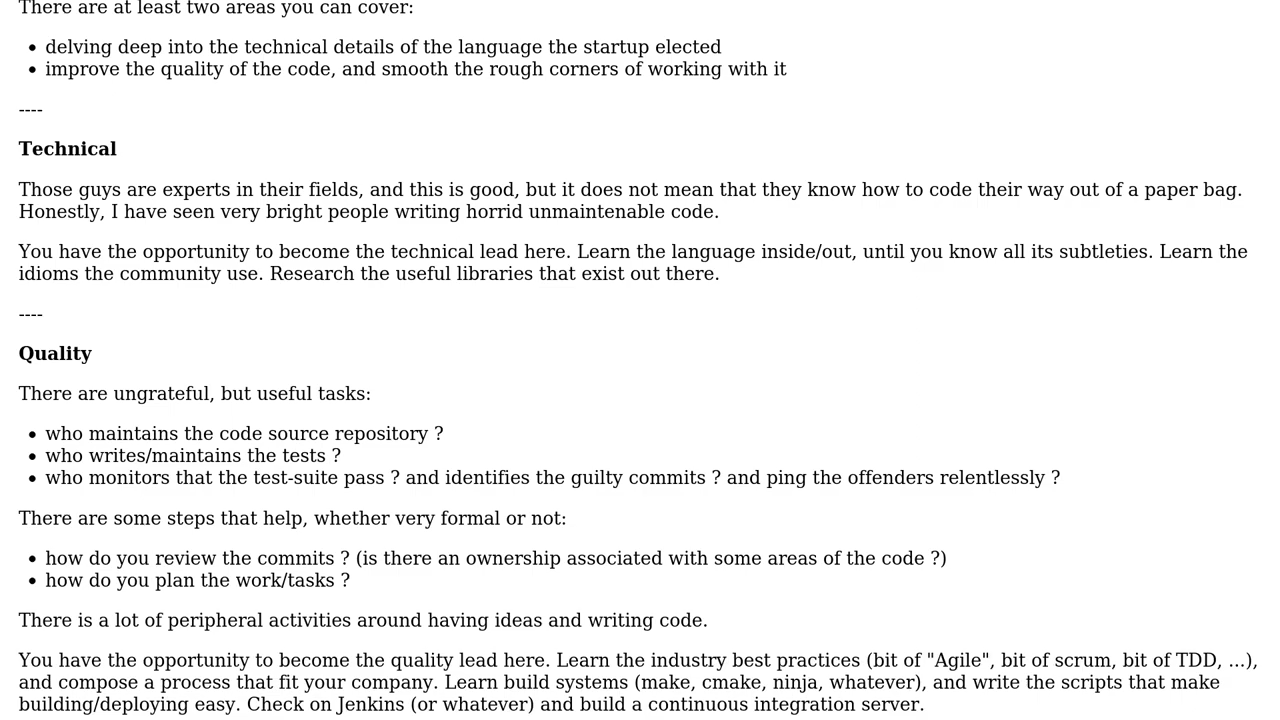 There are at least two areas you can cover:
• delving deep into the technical details of the language the startup elected
• improve the quality of the code, and smooth the rough corners of working with it
----
Technical
Those guys are experts in their fields, and this is good, but it does not mean that they know how to code their way out of a paper bag.
Honestly, I have seen very bright people writing horrid unmaintenable code.
You have the opportunity to become the technical lead here. Learn the language inside/out, until you know all its subtleties. Learn the
idioms the community use. Research the useful libraries that exist out there.
----
Quality
There are ungrateful, but useful tasks:
• who maintains the code source repository ?
• who writes/maintains the tests ?
• who monitors that the test-suite pass ? and identifies the guilty commits ? and ping the offenders relentlessly ?
There are some steps that help, whether very formal or not:
• how do you review the commits ? (is there an ownership associated with some areas of the code ?)
• how do you plan the work/tasks ?
There is a lot of peripheral activities around having ideas and writing code.
You have the opportunity to become the quality lead here. Learn the industry best practices (bit of "Agile", bit of scrum, bit of TDD, ...),
and compose a process that fit your company. Learn build systems (make, cmake, ninja, whatever), and write the scripts that make
building/deploying easy. Check on Jenkins (or whatever) and build a continuous integration server.